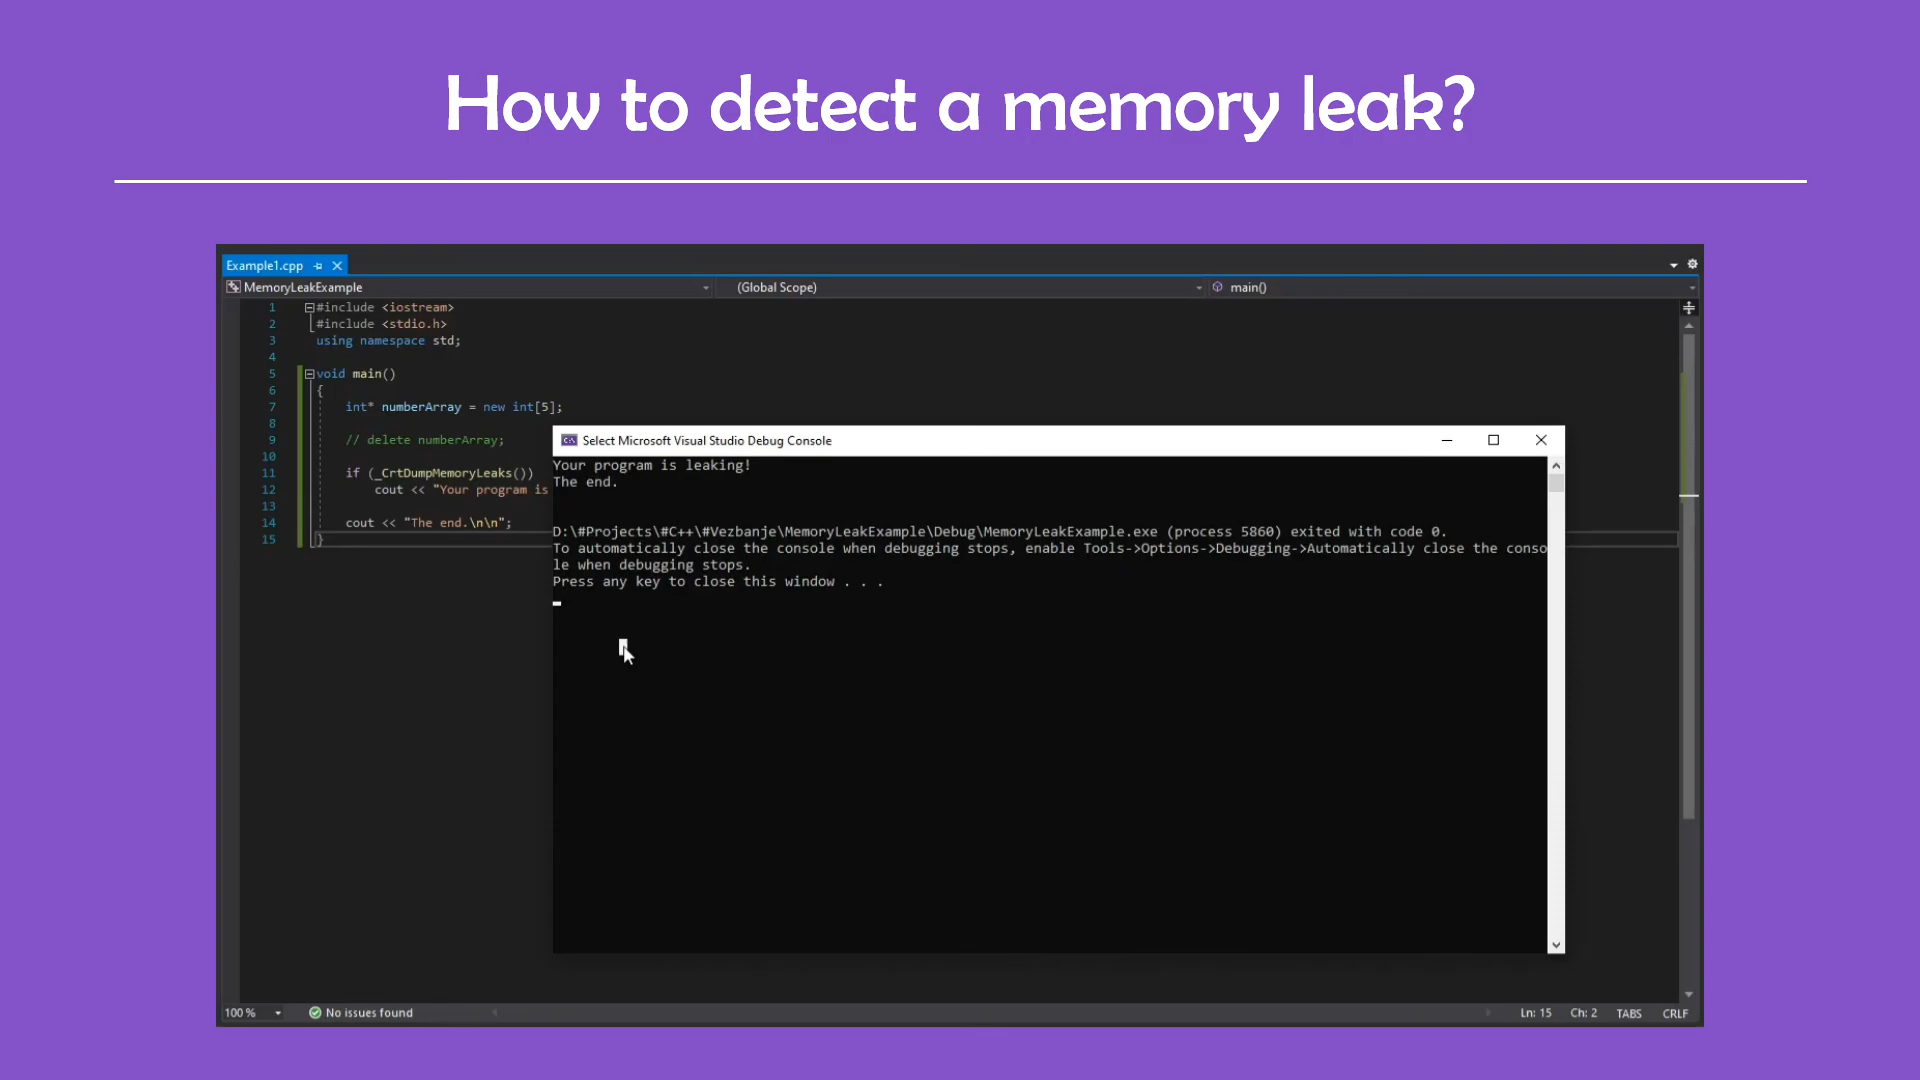 How to detect a memory leak?
Example1.cpp
MemoryLeakExample (Global Scope) main()
1 #include <iostream>
2 #include <stdio.h>
3 using namespace std;
4
5 void main()
6 {
7 int* numberArray = new int[5];
8
9 // delete numberArray;
10
11 if (_CrtDumpMemoryLeaks())
12 cout << "Your program is
13
14 cout << "The end.\n\n";
15 }
Select Microsoft Visual Studio Debug Console
Your program is leaking!
The end.
D:\#Projects\#C++\#Vezbanje\MemoryLeakExample\Debug\MemoryLeakExample.exe (process 5860) exited with code 0.
To automatically close the console when debugging stops, enable Tools->Options->Debugging->Automatically close the conso
le when debugging stops.
Press any key to close this window . . .
100 % No issues found Ln: 15 Ch: 2 TABS CRLF